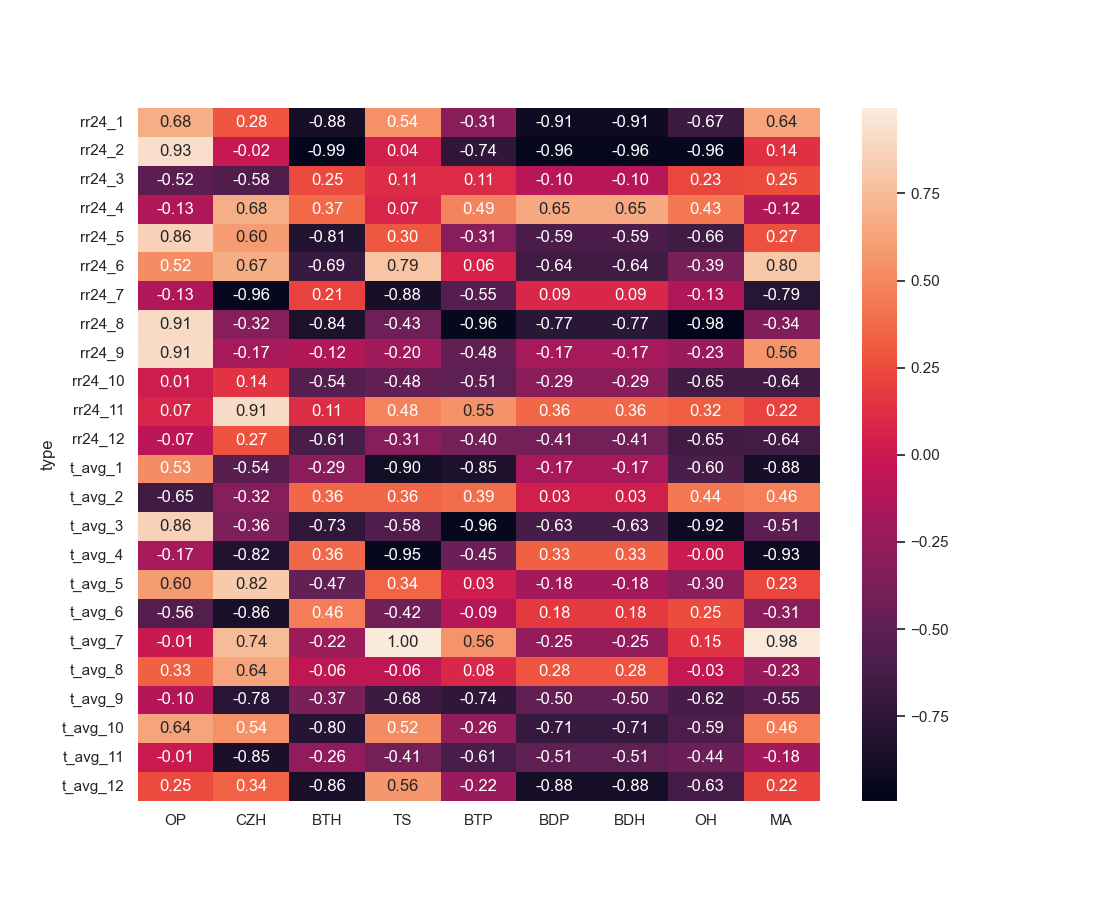 rr24_1 0.68 0.28 -0.88 0.54 -0.31 -0.91 -0.91 -0.67 0.64
rr24_2 0.93 -0.02 -0.99 0.04 -0.74 -0.96 -0.96 -0.96 0.14
rr24_3 -0.52 -0.58 0.25 0.11 0.11 -0.10 -0.10 0.23 0.25
0.75
rr24_4 -0.13 0.68 0.37 0.07 0.49 0.65 0.65 0.43 -0.12
rr24_5 0.86 0.60 -0.81 0.30 -0.31 -0.59 -0.59 -0.66 0.27
rr24_6 0.52 0.67 -0.69 0.79 0.06 -0.64 -0.64 -0.39 0.80
0.50
rr24_7 -0.13 -0.96 0.21 -0.88 -0.55 0.09 0.09 -0.13 -0.79
rr24_8 0.91 -0.32 -0.84 -0.43 -0.96 -0.77 -0.77 -0.98 -0.34
rr24_9 0.91 -0.17 -0.12 -0.20 -0.48 -0.17 -0.17 -0.23 0.56
0.25
rr24_10 0.01 0.14 -0.54 -0.48 -0.51 -0.29 -0.29 -0.65 -0.64
rr24_11 0.07 0.91 0.11 0.48 0.55 0.36 0.36 0.32 0.22
rr24_12 -0.07 0.27 -0.61 -0.31 -0.40 -0.41 -0.41 -0.65 -0.64
type
0.00
t_avg_1 0.53 -0.54 -0.29 -0.90 -0.85 -0.17 -0.17 -0.60 -0.88
t_avg_2 -0.65 -0.32 0.36 0.36 0.39 0.03 0.03 0.44 0.46
t_avg_3 0.86 -0.36 -0.73 -0.58 -0.96 -0.63 -0.63 -0.92 -0.51
−0.25
t_avg_4 -0.17 -0.82 0.36 -0.95 -0.45 0.33 0.33 -0.00 -0.93
t_avg_5 0.60 0.82 -0.47 0.34 0.03 -0.18 -0.18 -0.30 0.23
t_avg_6 -0.56 -0.86 0.46 -0.42 -0.09 0.18 0.18 0.25 -0.31
−0.50
t_avg_7 -0.01 0.74 -0.22 1.00 0.56 -0.25 -0.25 0.15 0.98
t_avg_8 0.33 0.64 -0.06 -0.06 0.08 0.28 0.28 -0.03 -0.23
t_avg_9 -0.10 -0.78 -0.37 -0.68 -0.74 -0.50 -0.50 -0.62 -0.55
−0.75
t_avg_10 0.64 0.54 -0.80 0.52 -0.26 -0.71 -0.71 -0.59 0.46
t_avg_11 -0.01 -0.85 -0.26 -0.41 -0.61 -0.51 -0.51 -0.44 -0.18
t_avg_12 0.25 0.34 -0.86 0.56 -0.22 -0.88 -0.88 -0.63 0.22
OP CZH BTH TS BTP BDP BDH OH MA